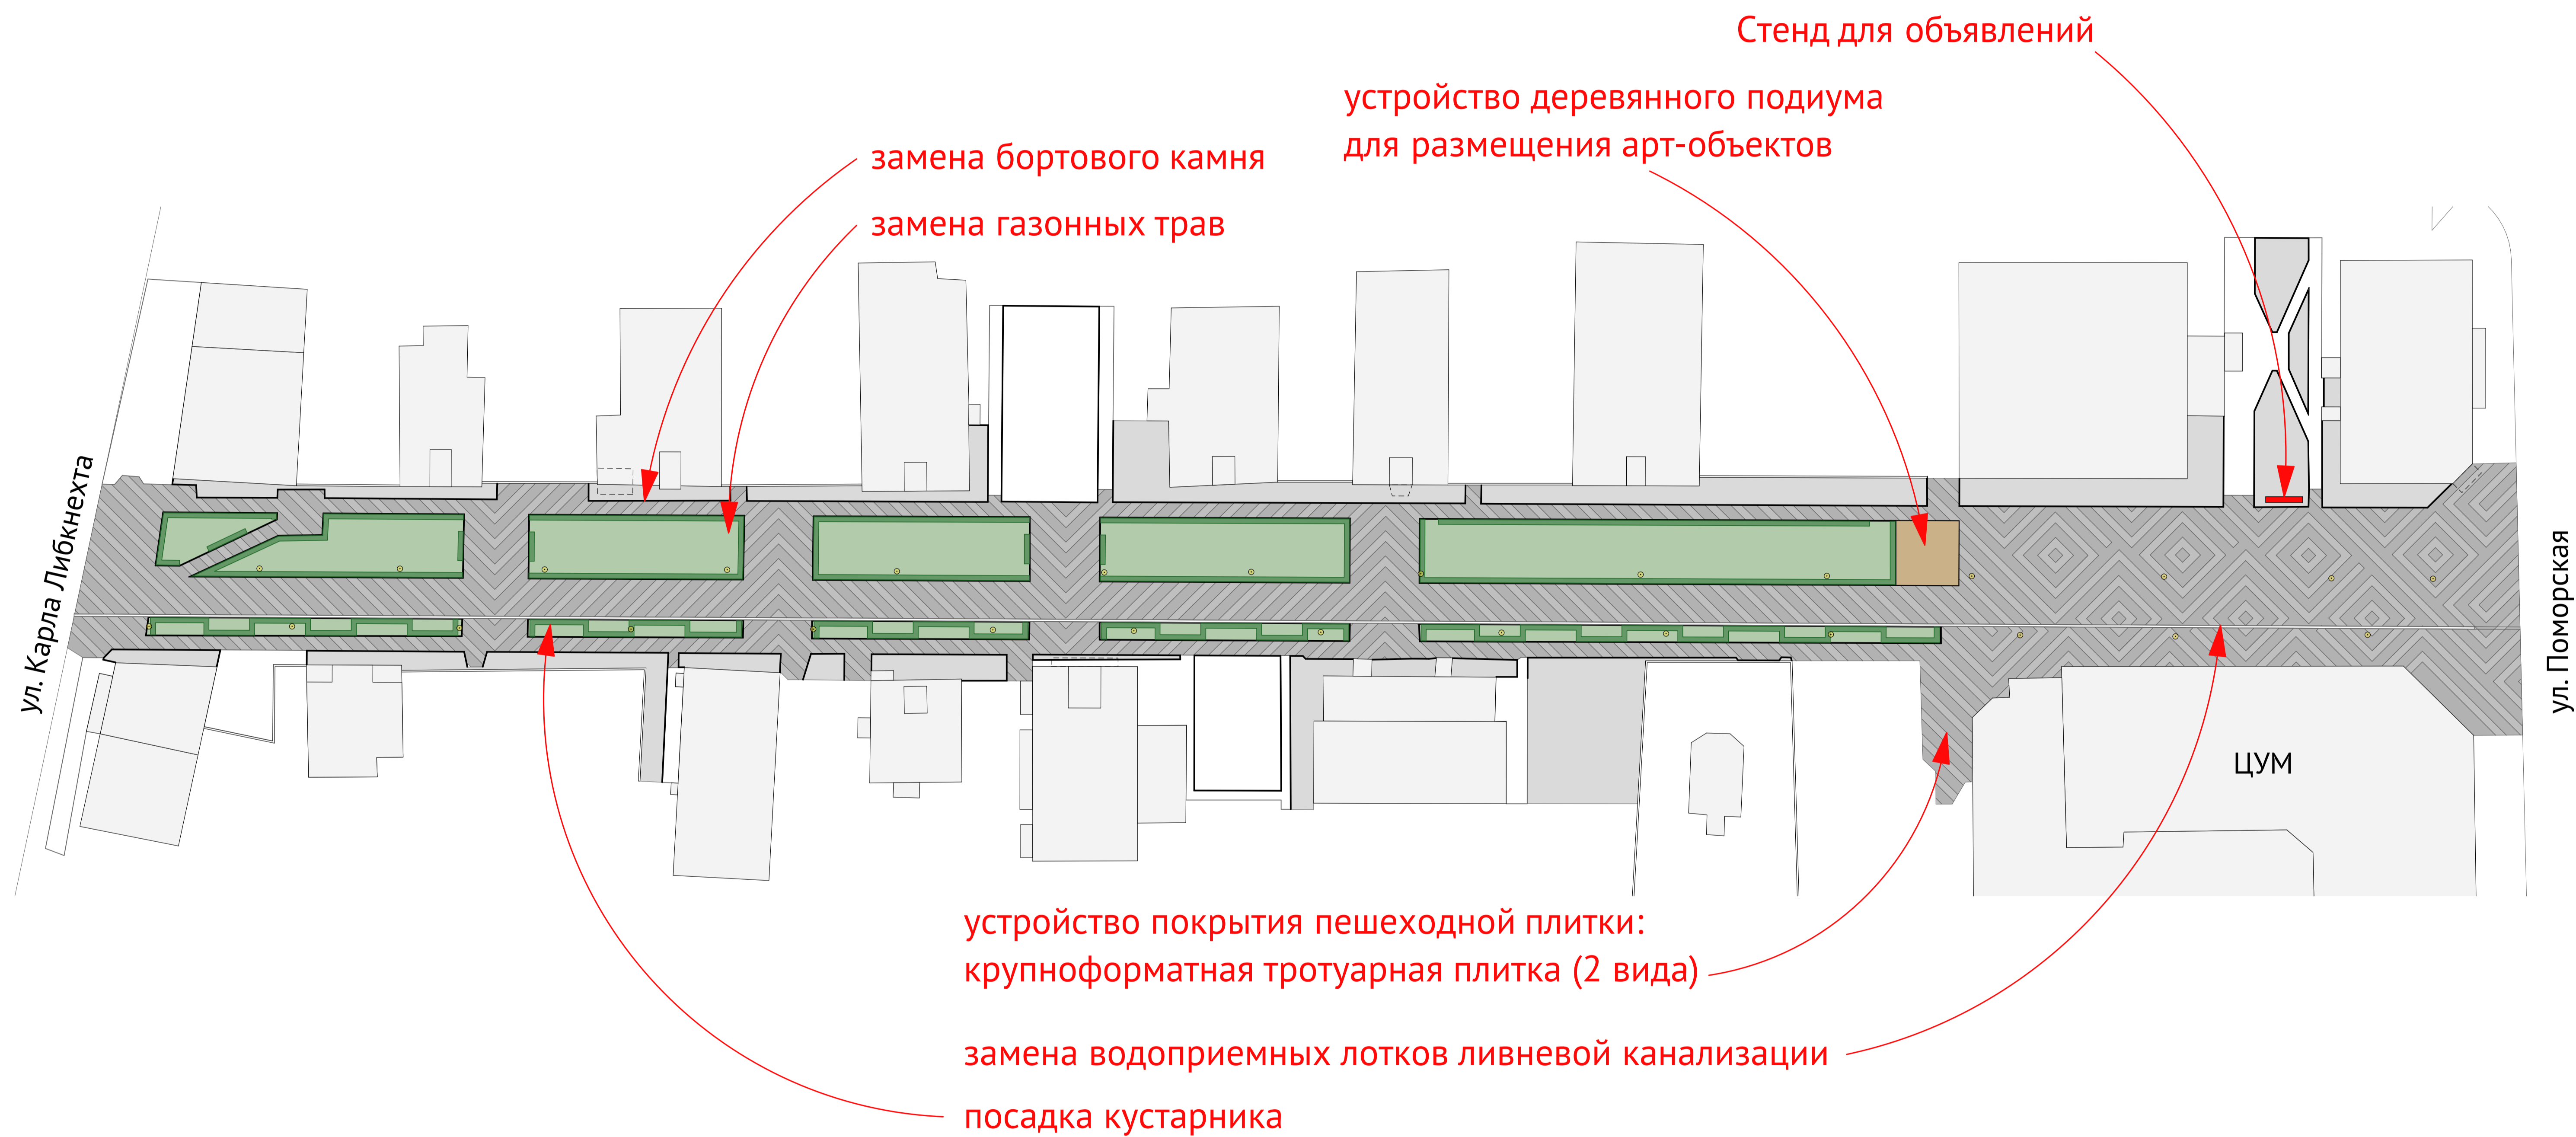 Стенд для объявлений
устройство деревянного подиума
для размещения арт-объектов
замена бортового камня
замена газонных трав
ул. Карла Либкнехта
ул. Поморская
ЦУМ
устройство покрытия пешеходной плитки:
крупноформатная тротуарная плитка (2 вида)
замена водоприемных лотков ливневой канализации
посадка кустарника